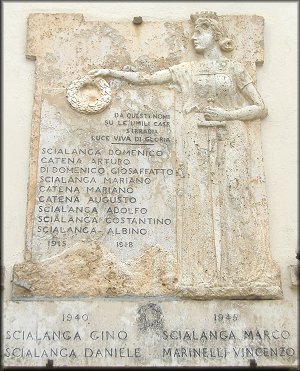 DA QUESTI NOMI
SU LE UMILI CASE
S'IRRADIA
LUCE VIVA DI GLORIA
SCIALANGA DOMENICO
CATENA ARTURO
DI DOMENICO GIOSAFATTO
SCIALANGA MARIANO
CATENA MARIANO
CATENA AUGUSTO
SCIALANGA ADOLFO
SCIALANGA COSTANTINO
SCIALANGA ALBINO
1915 1918
1940 1945
SCIALANGA GINO SCIALANGA MARCO
SCIALANGA DANIELE MARINELLI VINCENZO